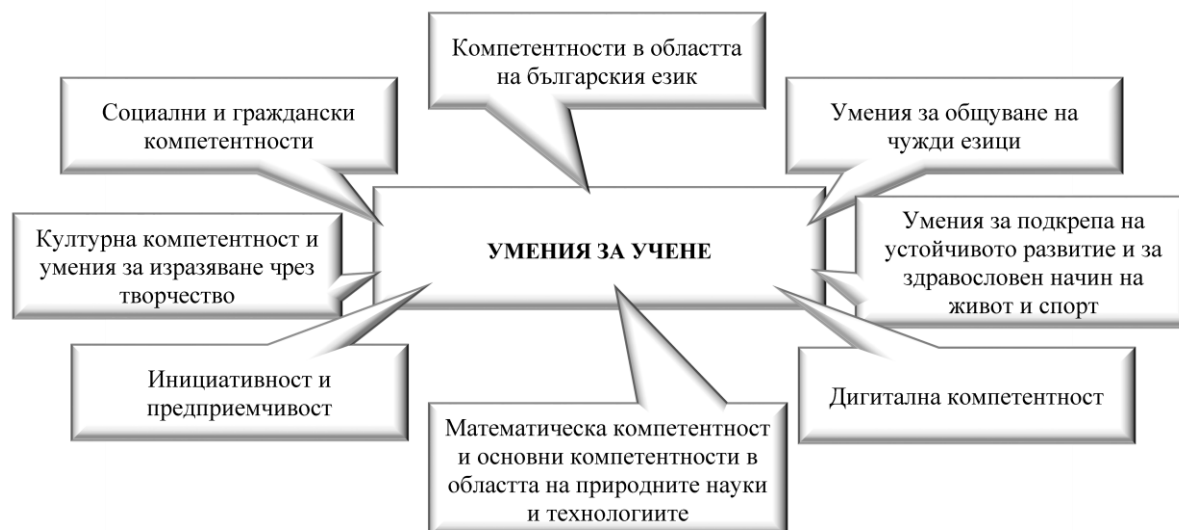 Компетентности в областта
на българския език
Социални и граждански
компетентности
Умения за общуване на
чужди езици
УМЕНИЯ ЗА УЧЕНЕ
Културна компетентност и
умения за изразяване чрез
творчество
Умения за подкрепа на
устойчивото развитие и за
здравословен начин на
живот и спорт
Инициативност и
предприемчивост
Математическа компетентност
и основни компетентности в
областта на природните науки
и технологиите
Дигитална компетентност